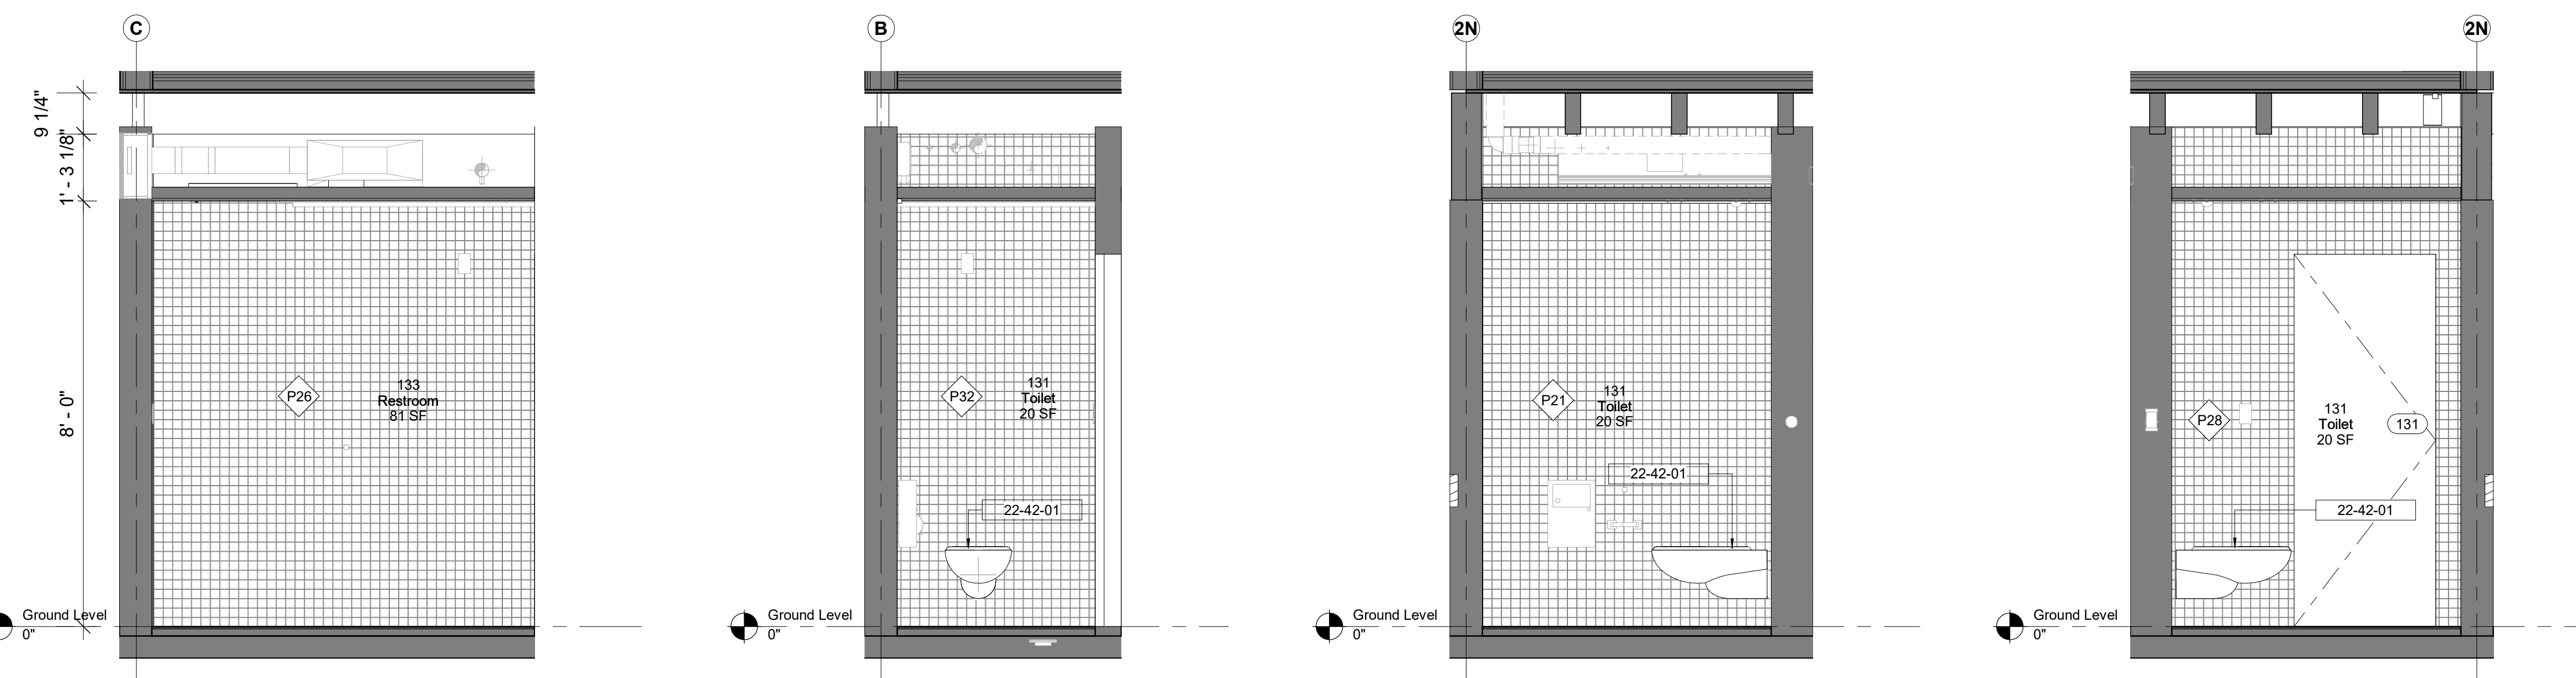 C
B
2N
2N
9 1/4"
1' - 3 1/8"
8' - 0"
P26
133
Restroom
81 SF
Ground Level
0"
P32
131
Toilet
20 SF
22-42-01
Ground Level
0"
P21
131
Toilet
20 SF
22-42-01
Ground Level
0"
P28
131
Toilet
20 SF
131
22-42-01
Ground Level
0"